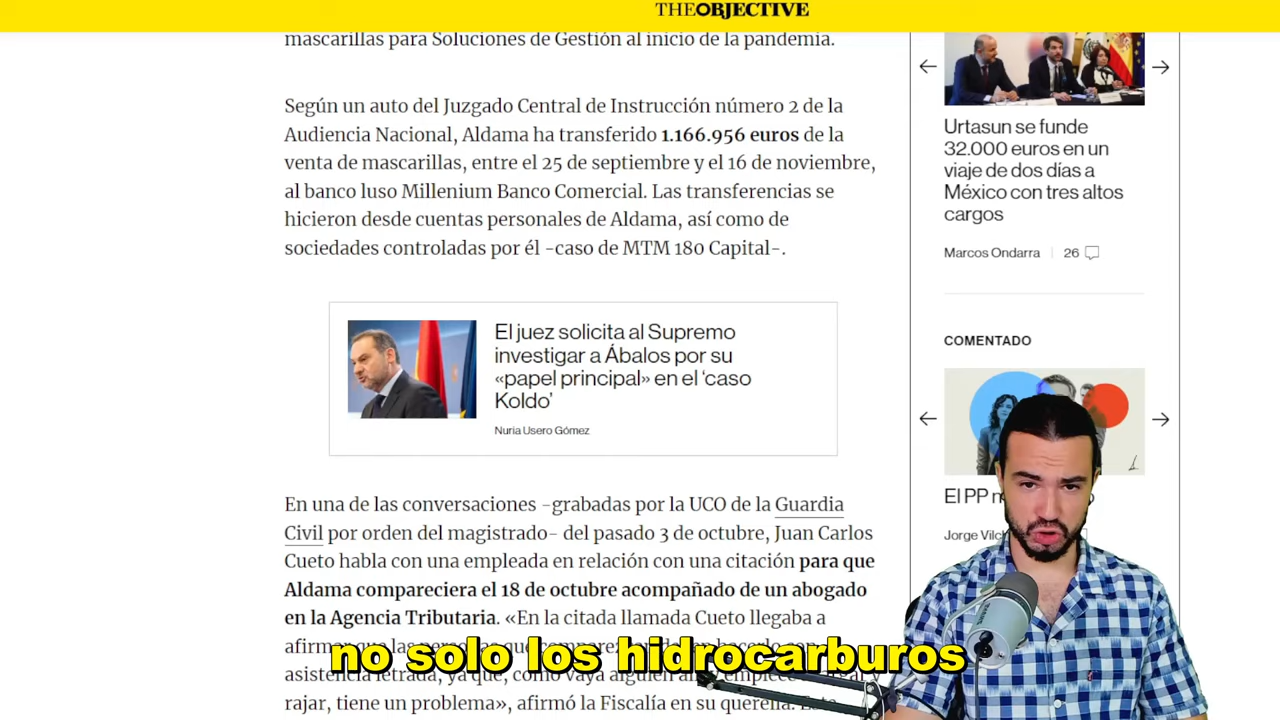 THEOBJECTIVE
mascarillas para Soluciones de Gestión al inicio de la pandemia.
Según un auto del Juzgado Central de Instrucción número 2 de la
Audiencia Nacional, Aldama ha transferido 1.166.956 euros de la
venta de mascarillas, entre el 25 de septiembre y el 16 de noviembre,
al banco luso Millenium Banco Comercial. Las transferencias se
hicieron desde cuentas personales de Aldama, así como de
sociedades controladas por él -caso de MTM 180 Capital-.
El juez solicita al Supremo
investigar a Ábalos por su
«papel principal» en el ‘caso
Koldo’
Nuria Usero Gómez
En una de las conversaciones -grabadas por la UCO de la Guardia
Civil por orden del magistrado- del pasado 3 de octubre, Juan Carlos
Cueto habla con una empleada en relación con una citación para que
Aldama compareciera el 18 de octubre acompañado de un abogado
en la Agencia Tributaria. «En la citada llamada Cueto llegaba a
que las
asistencia letrada, ya que, como vaya alguien
rajar, tiene un problema», afirmó la Fiscalía en su querella.
Urtasun se funde
32.000 euros en un
viaje de dos días a
México con tres altos
cargos
Marcos Ondarra
26
COMENTADO
El PP
Jorge
no solo los hidrocarburos